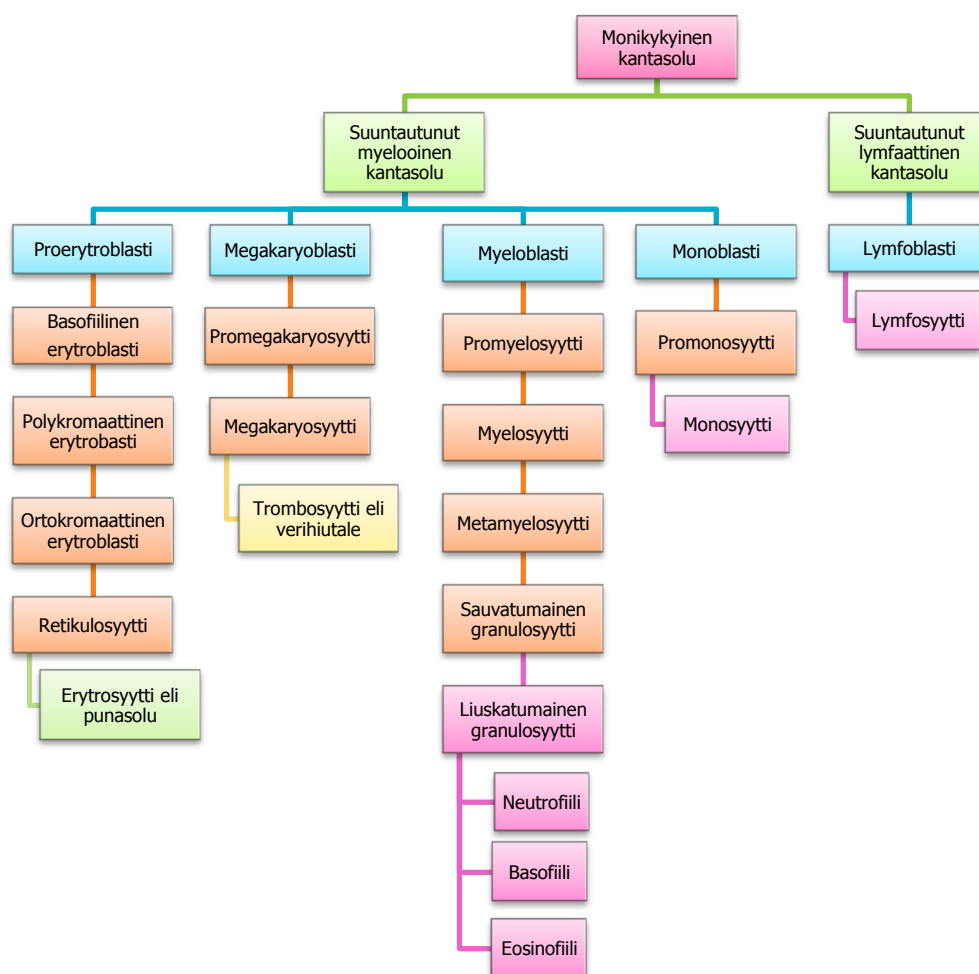 Monikykyinen
kantasolu
Suuntautunut
myelooinen
kantasolu
Suuntautunut
lymfaattinen
kantasolu
Proerytroblasti
Megakaryoblasti
Myeloblasti
Monoblasti
Lymfoblasti
Basofiilinen
erytroblasti
Promegakaryosyytti
Promyelosyytti
Promonosyytti
Lymfosyytti
Polykromaattinen
erytrobasti
Megakaryosyytti
Myelosyytti
Monosyytti
Ortokromaattinen
erytroblasti
Trombosyytti eli
verihiutale
Metamyelosyytti
Retikulosyytti
Sauvatumainen
granulosyytti
Erytrosyytti eli
punasolu
Liuskatumainen
granulosyytti
Neutrofiili
Basofiili
Eosinofiili